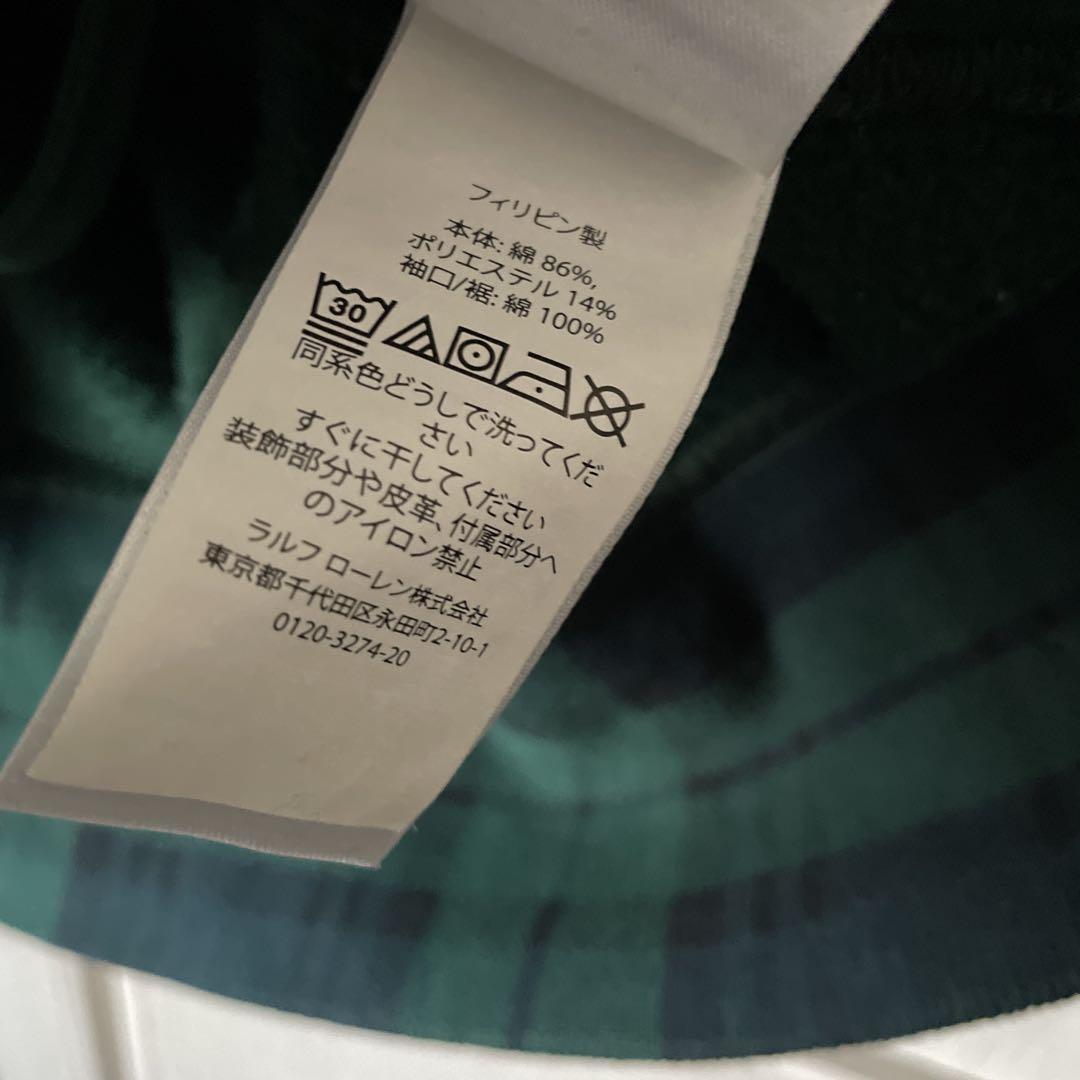 フィリピン製
本体: 綿 86%,
ポリエステル 14%
袖口/裾: 綿 100%
30
同系色どうしで洗ってくだ
さい
すぐに干してください
装飾部分や皮革、付属部分へ
のアイロン禁止
ラルフ ローレン株式会社
東京都千代田区永田町2-10-1
0120-3274-20